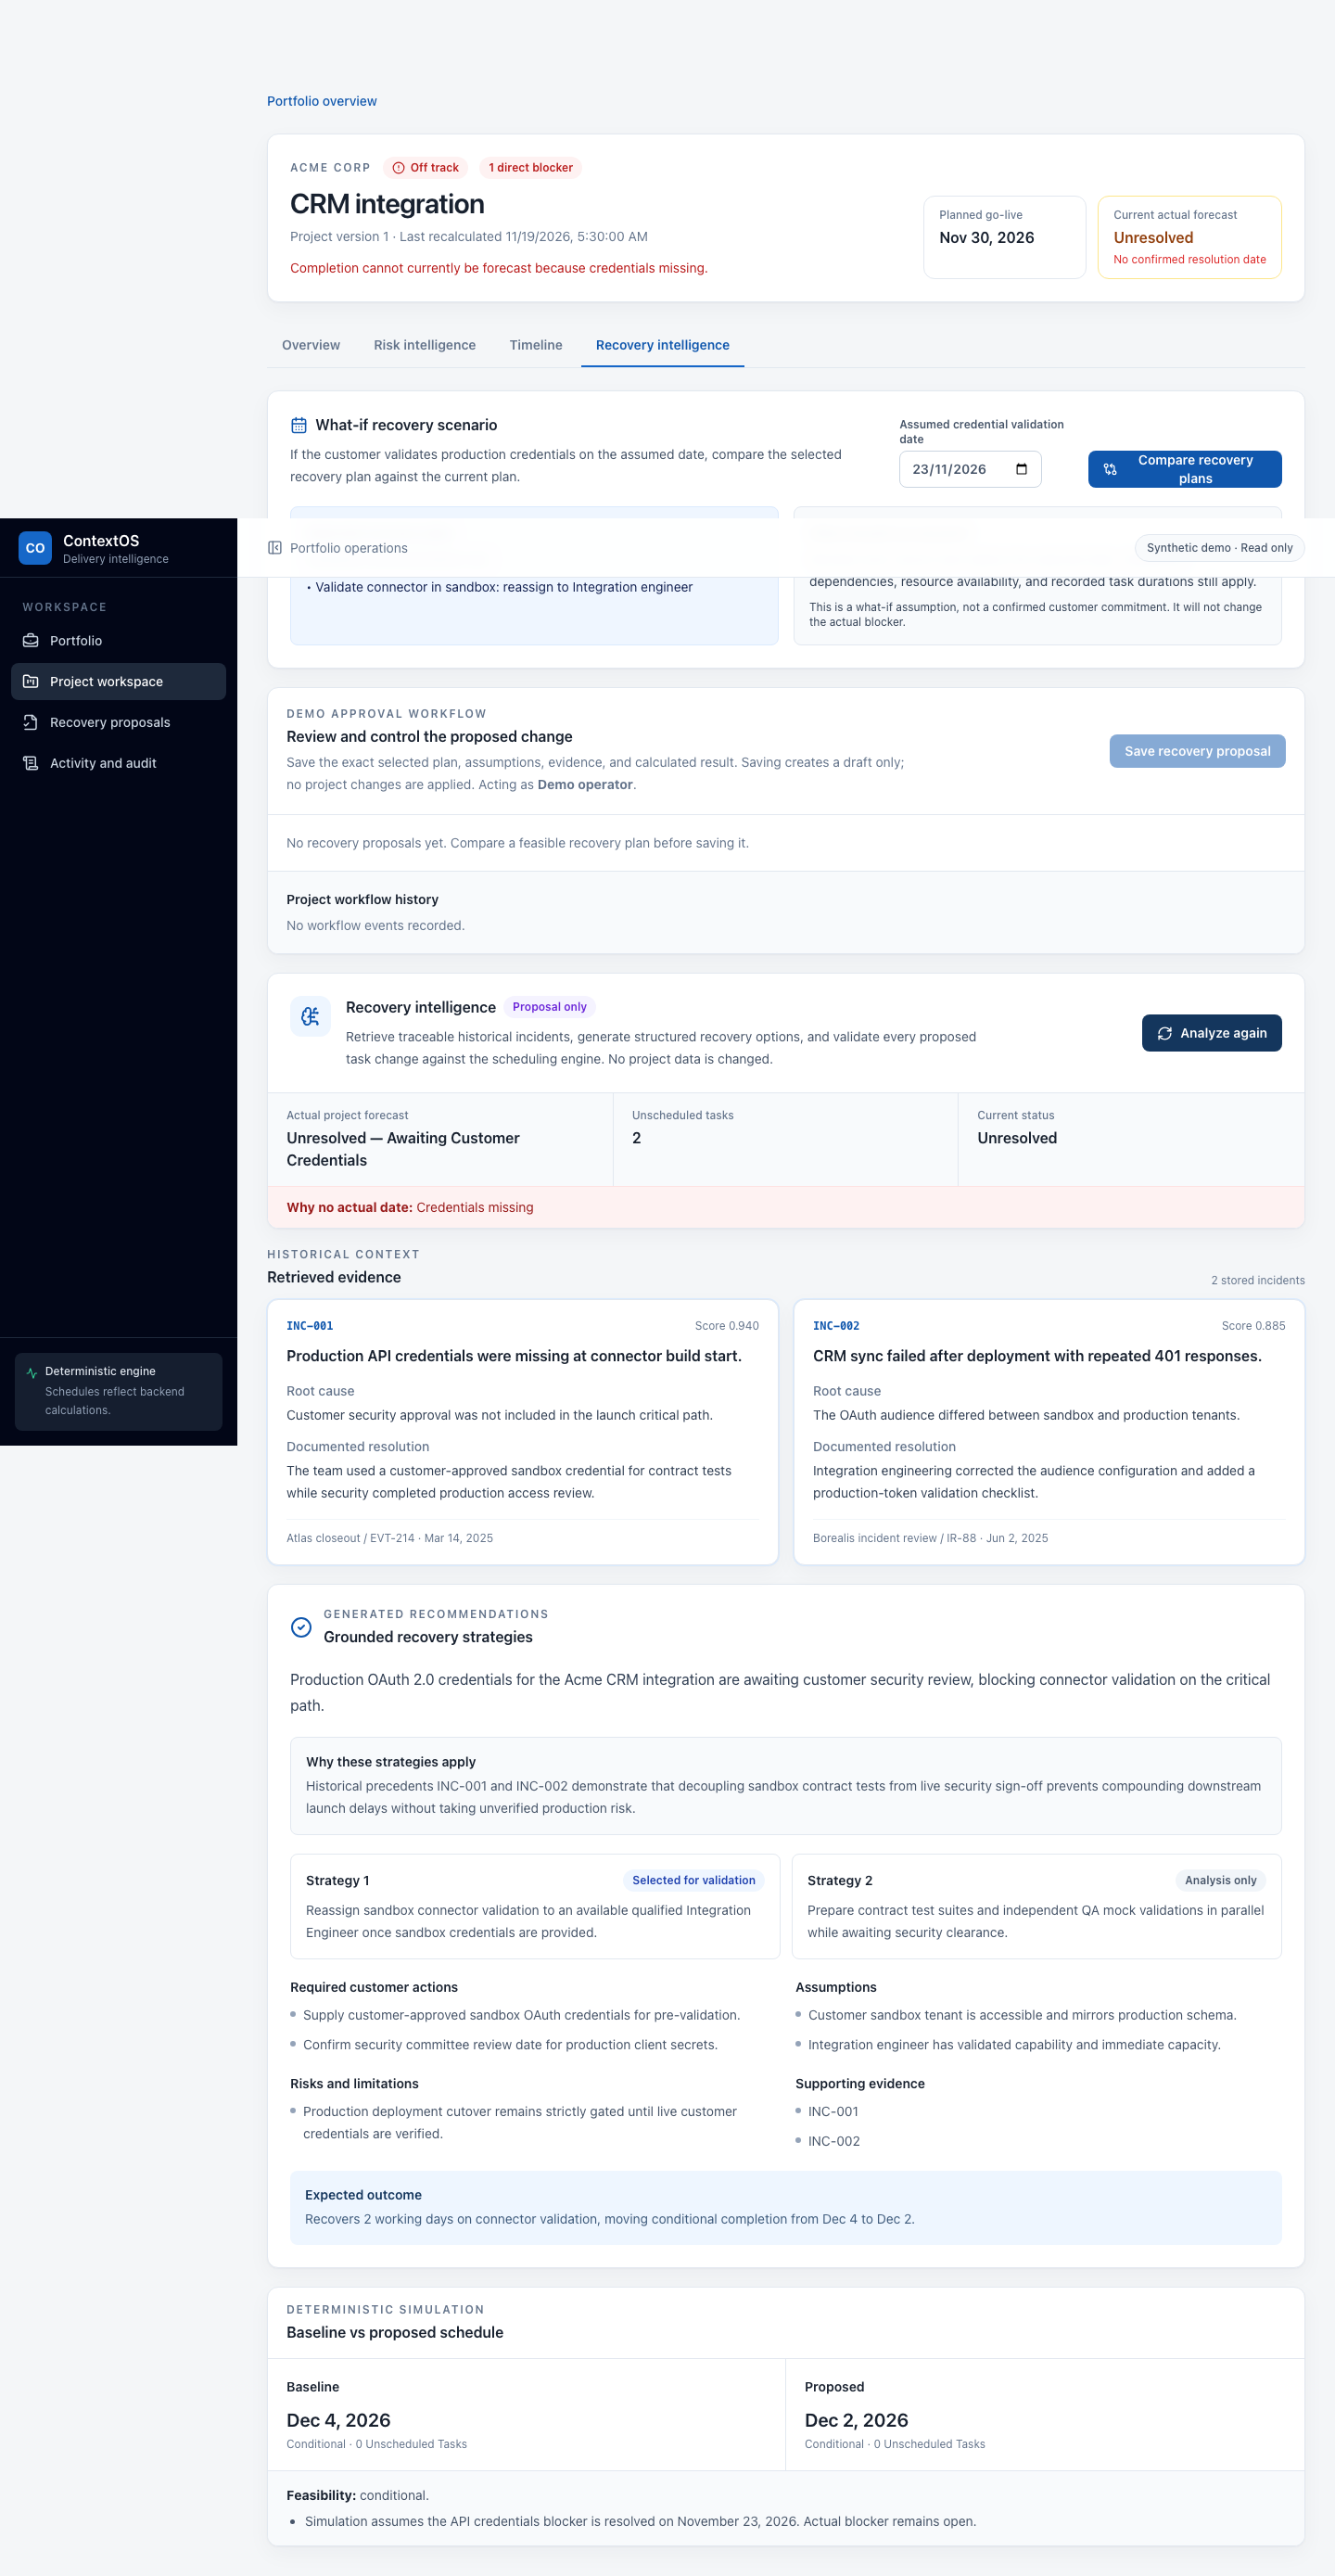 Portfolio overview
ACME CORP
Off track
1 direct blocker
CRM integration
Project version 1 · Last recalculated 11/19/2026, 5:30:00 AM
Completion cannot currently be forecast because credentials missing.
Planned go-live
Nov 30, 2026
Current actual forecast
Unresolved
No confirmed resolution date
Overview
Risk intelligence
Timeline
Recovery intelligence
What-if recovery scenario
If the customer validates production credentials on the assumed date, compare the selected
recovery plan against the current plan.
Assumed credential validation
date
23/11/2026
Compare recovery
plans
CO
ContextOS
Delivery intelligence
Portfolio operations
Synthetic demo · Read only
• Validate connector in sandbox: reassign to Integration engineer
dependencies, resource availability, and recorded task durations still apply.
This is a what-if assumption, not a confirmed customer commitment. It will not change
the actual blocker.
WORKSPACE
Portfolio
Project workspace
Recovery proposals
Activity and audit
DEMO APPROVAL WORKFLOW
Review and control the proposed change
Save the exact selected plan, assumptions, evidence, and calculated result. Saving creates a draft only;
no project changes are applied. Acting as Demo operator.
Save recovery proposal
No recovery proposals yet. Compare a feasible recovery plan before saving it.
Project workflow history
No workflow events recorded.
Recovery intelligence
Proposal only
Retrieve traceable historical incidents, generate structured recovery options, and validate every proposed
task change against the scheduling engine. No project data is changed.
Analyze again
Actual project forecast
Unresolved — Awaiting Customer
Credentials
Unscheduled tasks
2
Current status
Unresolved
Why no actual date: Credentials missing
HISTORICAL CONTEXT
Retrieved evidence
2 stored incidents
INC-001
Score 0.940
Production API credentials were missing at connector build start.
Root cause
Customer security approval was not included in the launch critical path.
Documented resolution
The team used a customer-approved sandbox credential for contract tests
while security completed production access review.
Atlas closeout / EVT-214 · Mar 14, 2025
INC-002
Score 0.885
CRM sync failed after deployment with repeated 401 responses.
Root cause
The OAuth audience differed between sandbox and production tenants.
Documented resolution
Integration engineering corrected the audience configuration and added a
production-token validation checklist.
Borealis incident review / IR-88 · Jun 2, 2025
Deterministic engine
Schedules reflect backend
calculations.
GENERATED RECOMMENDATIONS
Grounded recovery strategies
Production OAuth 2.0 credentials for the Acme CRM integration are awaiting customer security review, blocking connector validation on the critical
path.
Why these strategies apply
Historical precedents INC-001 and INC-002 demonstrate that decoupling sandbox contract tests from live security sign-off prevents compounding downstream
launch delays without taking unverified production risk.
Strategy 1
Selected for validation
Reassign sandbox connector validation to an available qualified Integration
Engineer once sandbox credentials are provided.
Strategy 2
Analysis only
Prepare contract test suites and independent QA mock validations in parallel
while awaiting security clearance.
Required customer actions
Supply customer-approved sandbox OAuth credentials for pre-validation.
Confirm security committee review date for production client secrets.
Assumptions
Customer sandbox tenant is accessible and mirrors production schema.
Integration engineer has validated capability and immediate capacity.
Risks and limitations
Production deployment cutover remains strictly gated until live customer
credentials are verified.
Supporting evidence
INC-001
INC-002
Expected outcome
Recovers 2 working days on connector validation, moving conditional completion from Dec 4 to Dec 2.
DETERMINISTIC SIMULATION
Baseline vs proposed schedule
Baseline
Dec 4, 2026
Conditional · 0 Unscheduled Tasks
Proposed
Dec 2, 2026
Conditional · 0 Unscheduled Tasks
Feasibility: conditional.
• Simulation assumes the API credentials blocker is resolved on November 23, 2026. Actual blocker remains open.